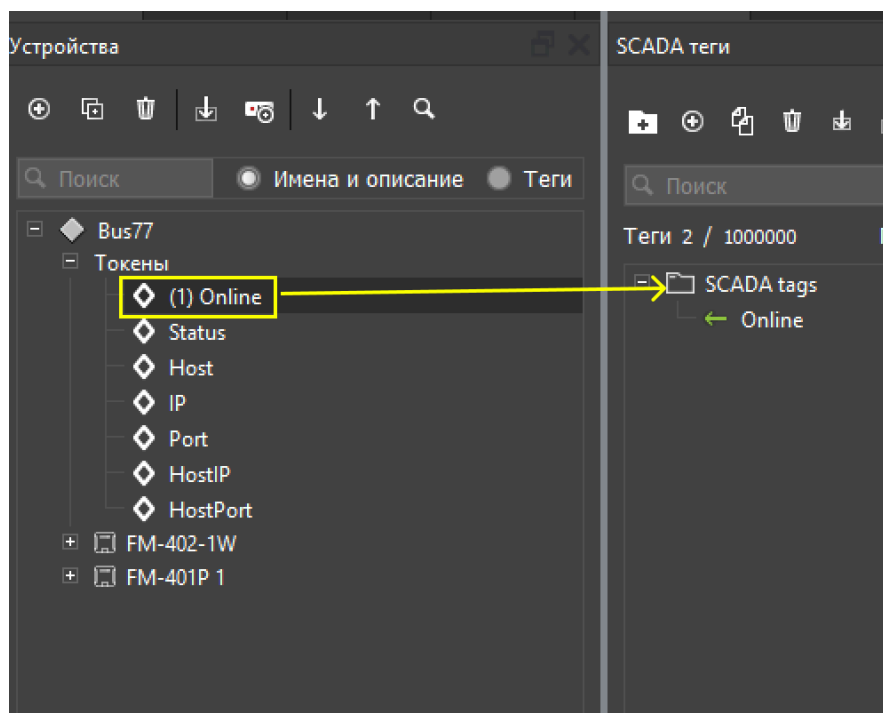 Устройства
Поиск
Имена и описание
Теги
Bus77
Токены
(1) Online
Status
Host
IP
Port
HostIP
HostPort
FM-402-1W
FM-401P 1
SCADA теги
Поиск
Теги 2 / 1000000
SCADA tags
Online